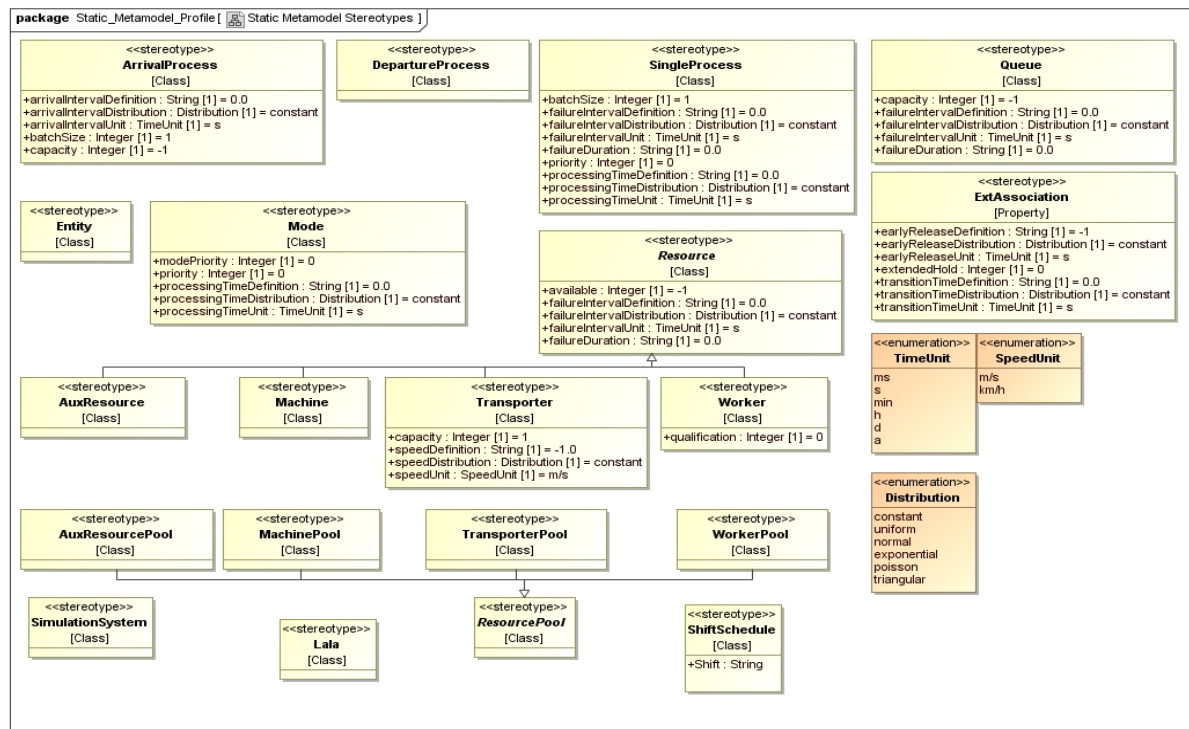 package Static_Metamodel_Profile [ Static Metamodel Stereotypes ]
<<stereotype>>
ArrivalProcess
[Class]
+arrivalIntervalDefinition : String [1] = 0.0
+arrivalIntervalDistribution : Distribution [1] = constant
+arrivalIntervalUnit : TimeUnit [1] = s
+batchSize : Integer [1] = 1
+capacity : Integer [1] = -1
<<stereotype>>
DepartureProcess
[Class]
<<stereotype>>
SingleProcess
[Class]
+batchSize : Integer [1] = 1
+failureIntervalDefinition : String [1] = 0.0
+failureIntervalDistribution : Distribution [1] = constant
+failureIntervalUnit : TimeUnit [1] = s
+failureDuration : String [1] = 0.0
+priority : Integer [1] = 0
+processingTimeDefinition : String [1] = 0.0
+processingTimeDistribution : Distribution [1] = constant
+processingTimeUnit : TimeUnit [1] = s
<<stereotype>>
Queue
[Class]
+capacity : Integer [1] = -1
+failureIntervalDefinition : String [1] = 0.0
+failureIntervalDistribution : Distribution [1] = constant
+failureIntervalUnit : TimeUnit [1] = s
+failureDuration : String [1] = 0.0
<<stereotype>>
Entity
[Class]
<<stereotype>>
Mode
[Class]
+modePriority : Integer [1] = 0
+priority : Integer [1] = 0
+processingTimeDefinition : String [1] = 0.0
+processingTimeDistribution : Distribution [1] = constant
+processingTimeUnit : TimeUnit [1] = s
<<stereotype>>
Resource
[Class]
+available : Integer [1] = -1
+failureIntervalDefinition : String [1] = 0.0
+failureIntervalDistribution : Distribution [1] = constant
+failureIntervalUnit : TimeUnit [1] = s
+failureDuration : String [1] = 0.0
<<stereotype>>
ExtAssociation
[Property]
+earlyReleaseDefinition : String [1] = -1
+earlyReleaseDistribution : Distribution [1] = constant
+earlyReleaseUnit : TimeUnit [1] = s
+extendedHold : Integer [1] = 0
+transitionTimeDefinition : String [1] = 0.0
+transitionTimeDistribution : Distribution [1] = constant
+transitionTimeUnit : TimeUnit [1] = s
<<enumeration>>
TimeUnit
ms
s
min
h
d
a
<<enumeration>>
SpeedUnit
m/s
km/h
<<stereotype>>
AuxResource
[Class]
<<stereotype>>
Machine
[Class]
<<stereotype>>
Transporter
[Class]
+capacity : Integer [1] = 1
+speedDefinition : String [1] = -1.0
+speedDistribution : Distribution [1] = constant
+speedUnit : SpeedUnit [1] = m/s
<<stereotype>>
Worker
[Class]
+qualification : Integer [1] = 0
<<enumeration>>
Distribution
constant
uniform
normal
exponential
poisson
triangular
<<stereotype>>
AuxResourcePool
[Class]
<<stereotype>>
MachinePool
[Class]
<<stereotype>>
TransporterPool
[Class]
<<stereotype>>
WorkerPool
[Class]
<<stereotype>>
SimulationSystem
[Class]
<<stereotype>>
Lala
[Class]
<<stereotype>>
ResourcePool
[Class]
<<stereotype>>
ShiftSchedule
[Class]
+Shift : String